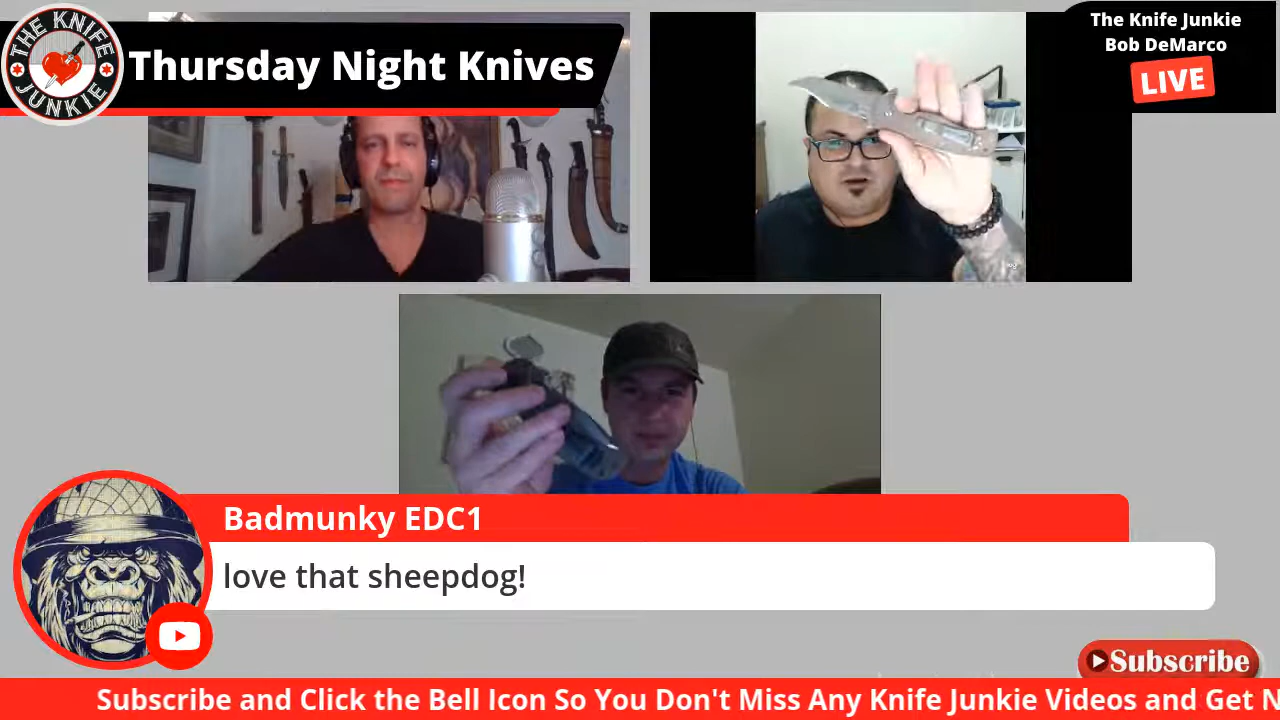 THE KNIFE
JUNKIE
Thursday Night Knives
The Knife Junkie
Bob DeMarco
LIVE
Badmunky EDC1
love that sheepdog!
Subscribe
Subscribe and Click the Bell Icon So You Don't Miss Any Knife Junkie Videos and Get N